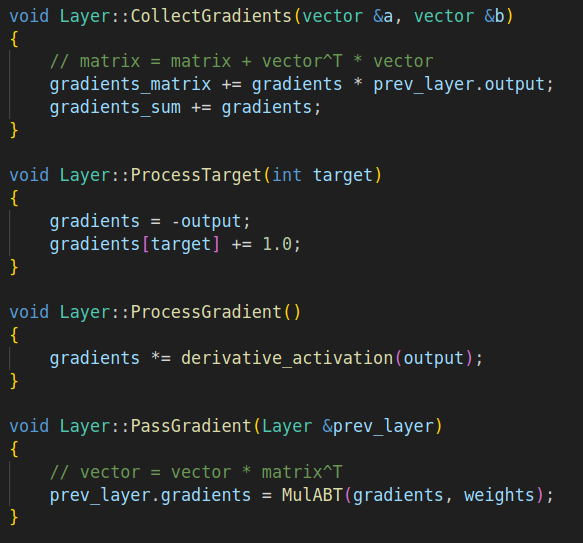 void Layer::CollectGradients(vector &a, vector &b)
{
    // matrix = matrix + vector^T * vector
    gradients_matrix += gradients * prev_layer.output;
    gradients_sum += gradients;
}

void Layer::ProcessTarget(int target)
{
    gradients = -output;
    gradients[target] += 1.0;
}

void Layer::ProcessGradient()
{
    gradients *= derivative_activation(output);
}

void Layer::PassGradient(Layer &prev_layer)
{
    // vector = vector * matrix^T
    prev_layer.gradients = MulABT(gradients, weights);
}